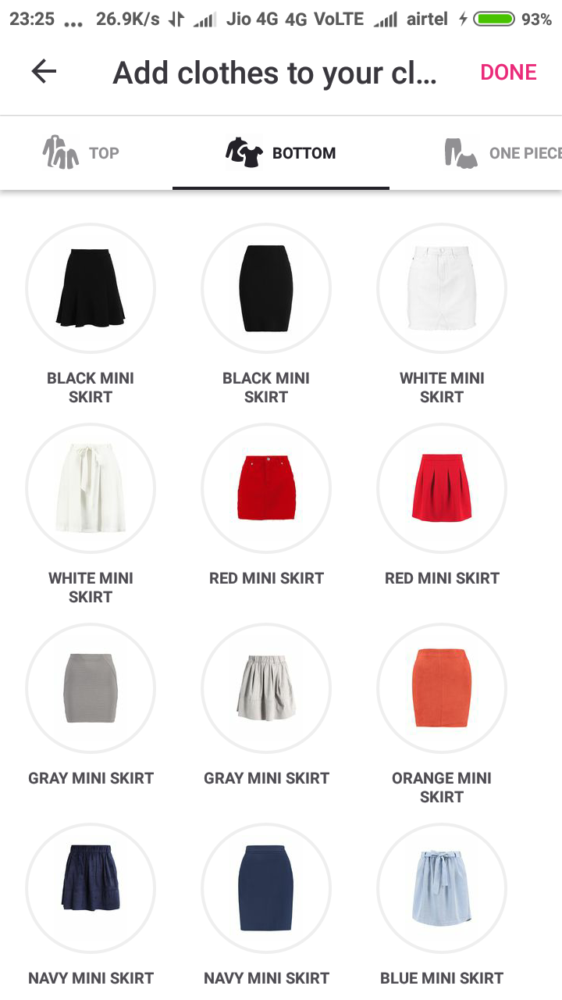 23:25 ... 26.9K/s Jio 4G 4G VoLTE airtel 93%
Add clothes to your cl... DONE
TOP BOTTOM ONE PIECE
BLACK MINI SKIRT
BLACK MINI SKIRT
WHITE MINI SKIRT
WHITE MINI SKIRT
RED MINI SKIRT
RED MINI SKIRT
GRAY MINI SKIRT
GRAY MINI SKIRT
ORANGE MINI SKIRT
NAVY MINI SKIRT
NAVY MINI SKIRT
BLUE MINI SKIRT